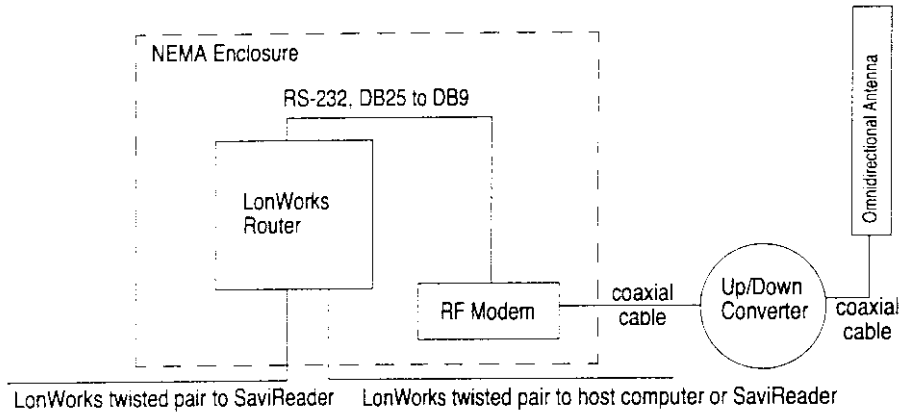 NEMA Enclosure
RS-232, DB25 to DB9
LonWorks
Router
RF Modem
coaxial
cable
Up/Down
Converter
coaxial
cable
Omnidirectional Antenna
LonWorks twisted pair to SaviReader
LonWorks twisted pair to host computer or SaviReader